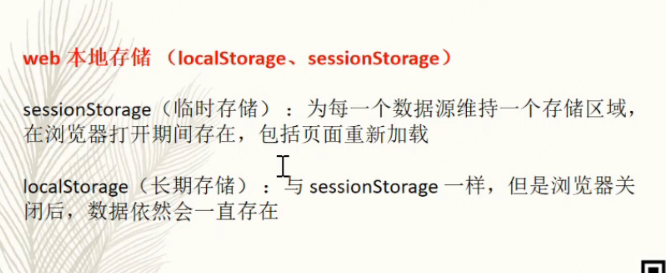 web 本地存储 （localStorage、sessionStorage）
sessionStorage（临时存储）：为每一个数据源维持一个存储区域，
在浏览器打开期间存在，包括页面重新加载
localStorage（长期存储）：与 sessionStorage 一样，但是浏览器关
闭后，数据依然会一直存在